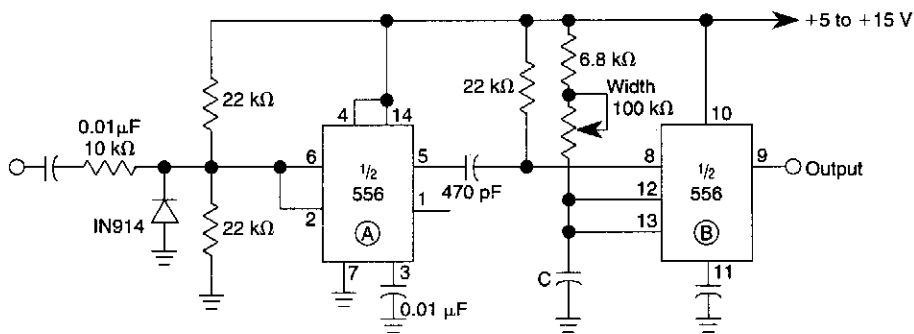 +5 to +15 V
6.8 kΩ
Width
100 kΩ
22 kΩ
22 kΩ
0.01µF
10 kΩ
4
14
10
6
5
8
9
Output
½
556
½
556
470 pF
12
1
2
IN914
22 kΩ
A
13
B
7
3
C
11
0.01 µF